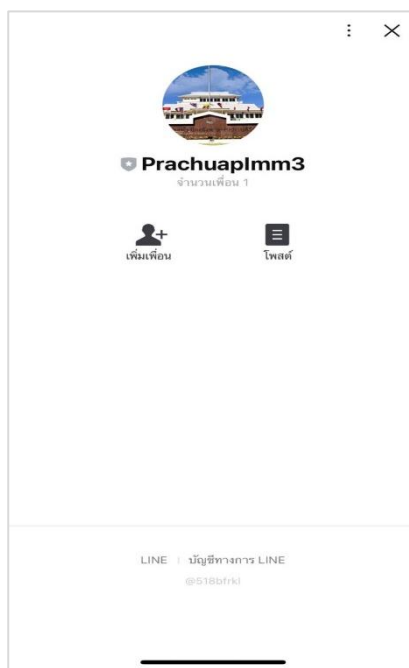 PrachuapImm3
จำนวนเพื่อน 1
เพิ่มเพื่อน
โพสต์
LINE | บัญชีทางการ LINE
@518bfrkl